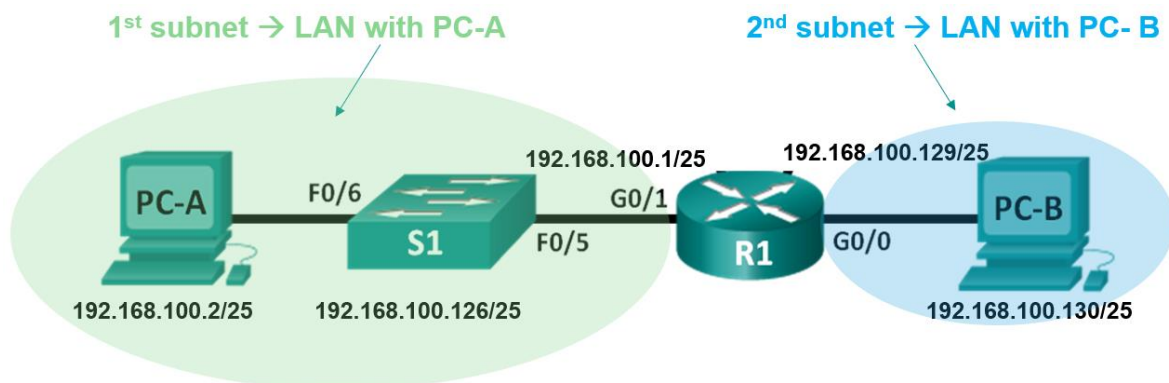 1st subnet → LAN with PC-A
2nd subnet → LAN with PC- B
192.168.100.1/25
192.168.100.129/25
PC-A
F0/6
G0/1
PC-B
S1
F0/5
R1
G0/0
192.168.100.2/25
192.168.100.126/25
192.168.100.130/25